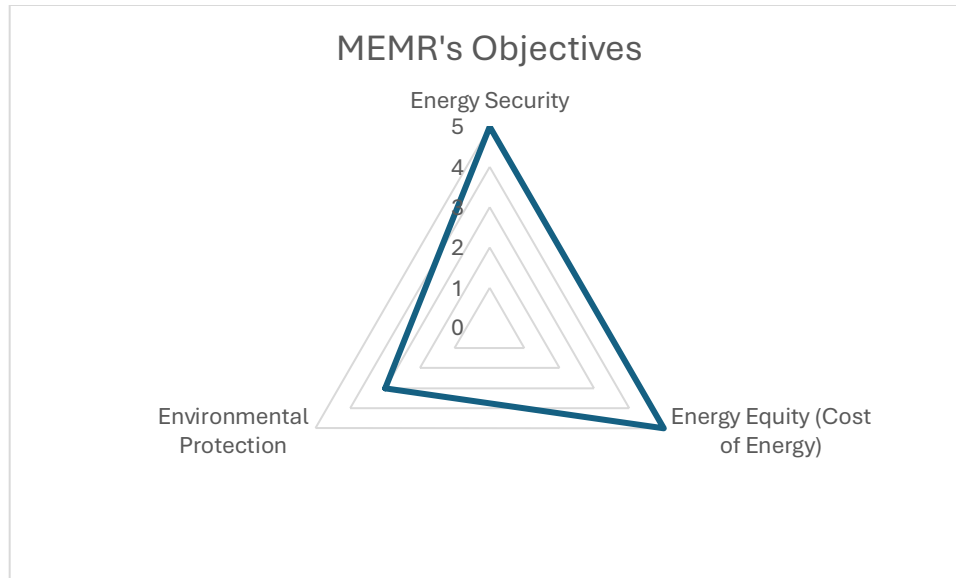 MEMR's Objectives
Energy Security
5
4
3
2
1
0
Environmental
Protection
Energy Equity (Cost
of Energy)